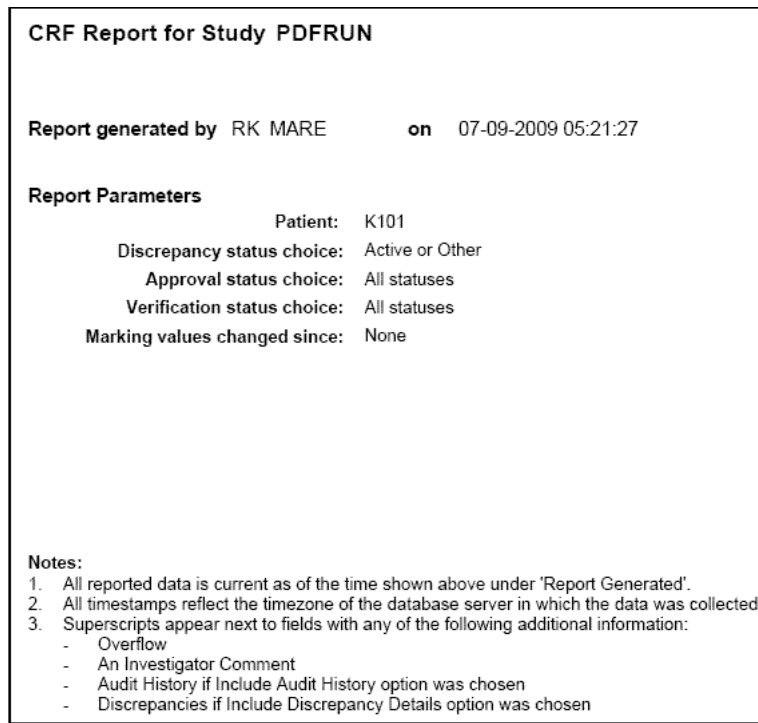 CRF Report for Study PDFRUN
Report generated by RK MARE on 07-09-2009 05:21:27
Report Parameters
Patient: K101
Discrepancy status choice: Active or Other
Approval status choice: All statuses
Verification status choice: All statuses
Marking values changed since: None
Notes:
1. All reported data is current as of the time shown above under 'Report Generated'.
2. All timestamps reflect the timezone of the database server in which the data was collected
3. Superscripts appear next to fields with any of the following additional information:
- Overflow
- An Investigator Comment
- Audit History if Include Audit History option was chosen
- Discrepancies if Include Discrepancy Details option was chosen